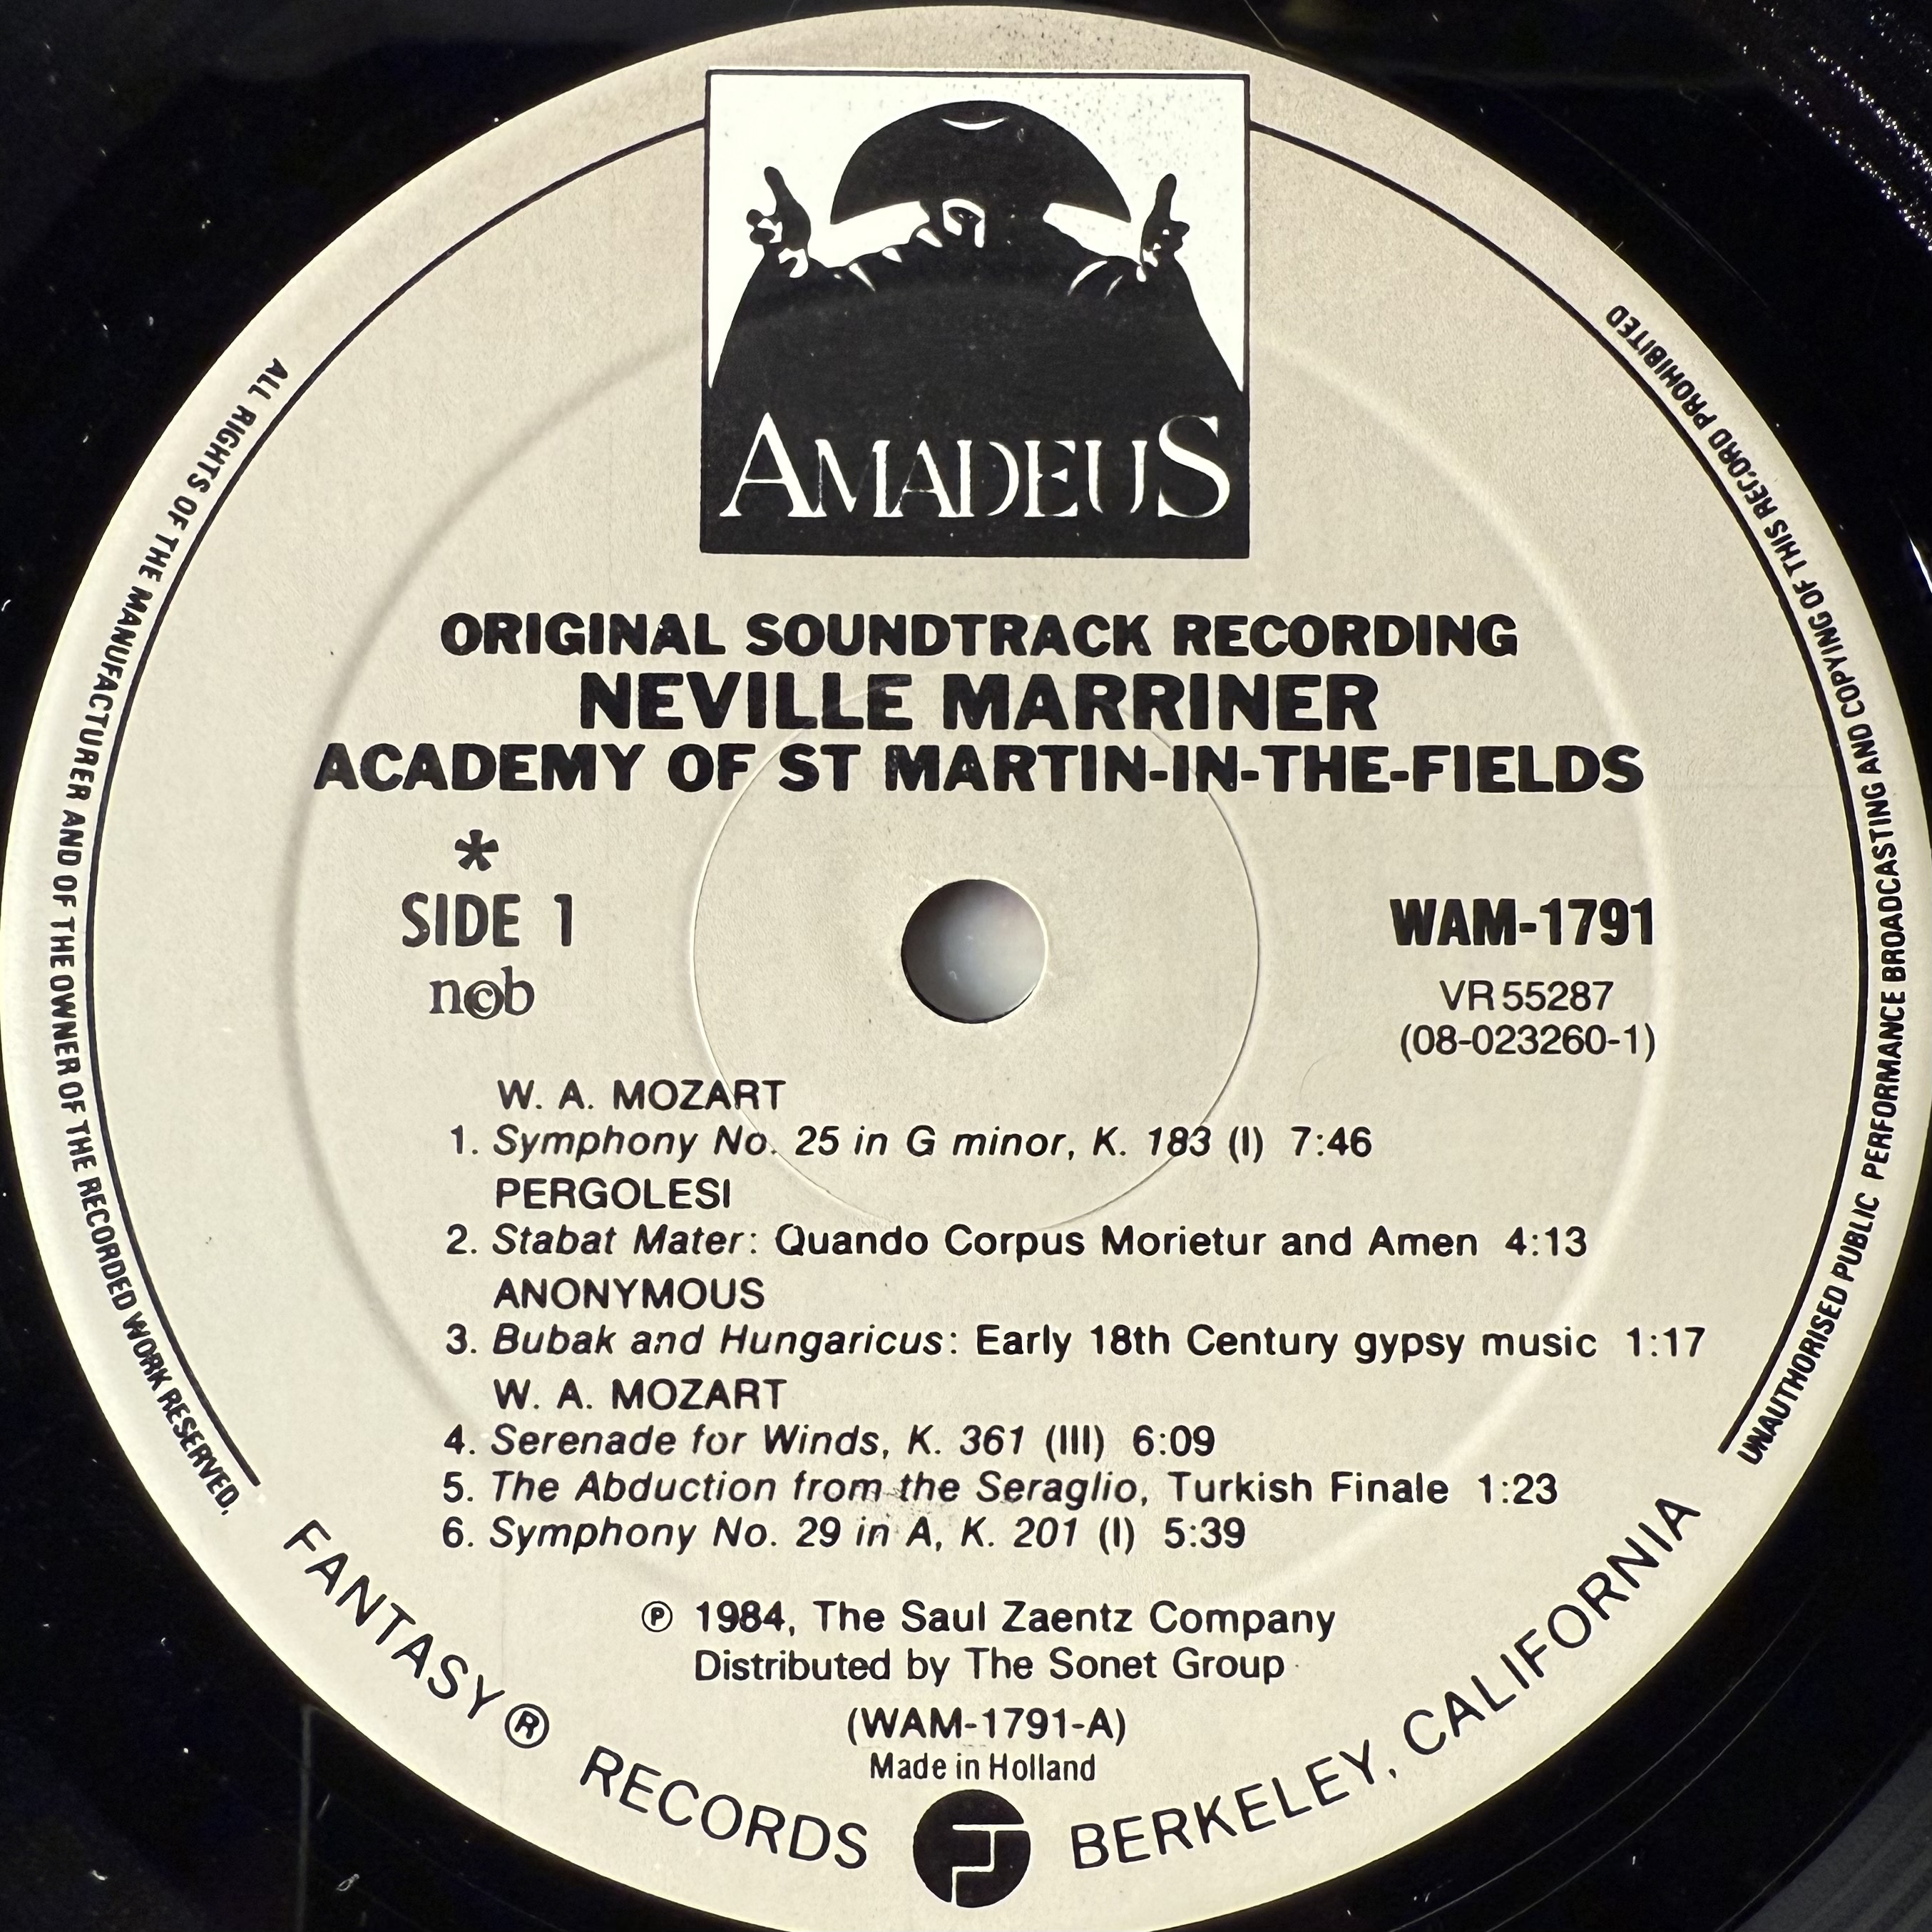 AMADEUS
ORIGINAL SOUNDTRACK RECORDING
NEVILLE MARRINER
ACADEMY OF ST MARTIN-IN-THE-FIELDS
*
SIDE 1
n©b
WAM-1791
VR 55287
(08-023260-1)
W. A. MOZART
1. Symphony No. 25 in G minor, K. 183 (I) 7:46
PERGOLESI
2. Stabat Mater: Quando Corpus Morietur and Amen 4:13
ANONYMOUS
3. Bubak and Hungaricus: Early 18th Century gypsy music 1:17
W. A. MOZART
4. Serenade for Winds, K. 361 (III) 6:09
5. The Abduction from the Seraglio, Turkish Finale 1:23
6. Symphony No. 29 in A, K. 201 (I) 5:39
℗ 1984, The Saul Zaentz Company
Distributed by The Sonet Group
(WAM-1791-A)
Made in Holland
FANTASY® RECORDS BERKELEY, CALIFORNIA
ALL RIGHTS OF THE MANUFACTURER AND OF THE OWNER OF THE RECORDED WORK RESERVED.
UNAUTHORISED PUBLIC PERFORMANCE BROADCASTING AND COPYING OF THIS RECORD PROHIBITED